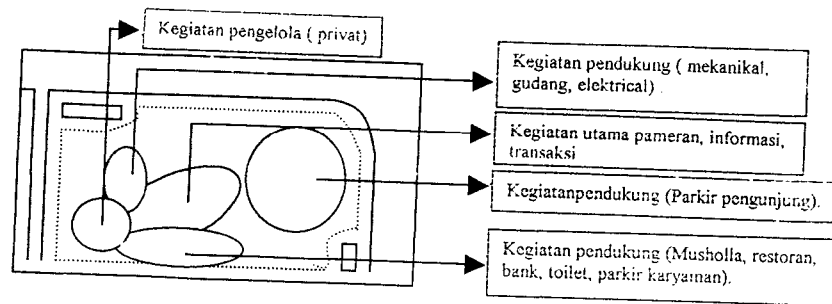 Kegiatan pengelola ( privat)
Kegiatan pendukung ( mekanikal,
gudang, elektrical)
Kegiatan utama pameran, informasi,
transaksi
Kegiatanpendukung (Parkir pengunjung).
Kegiatan pendukung (Musholla, restoran,
bank, toilet, parkir karyaman).